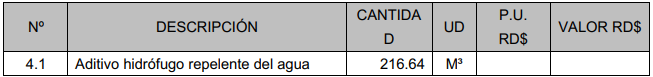 Nº DESCRIPCIÓN CANTIDA
D UD P.U.
RD$ VALOR RD$
4.1 Aditivo hidrófugo repelente del agua 216.64 M³